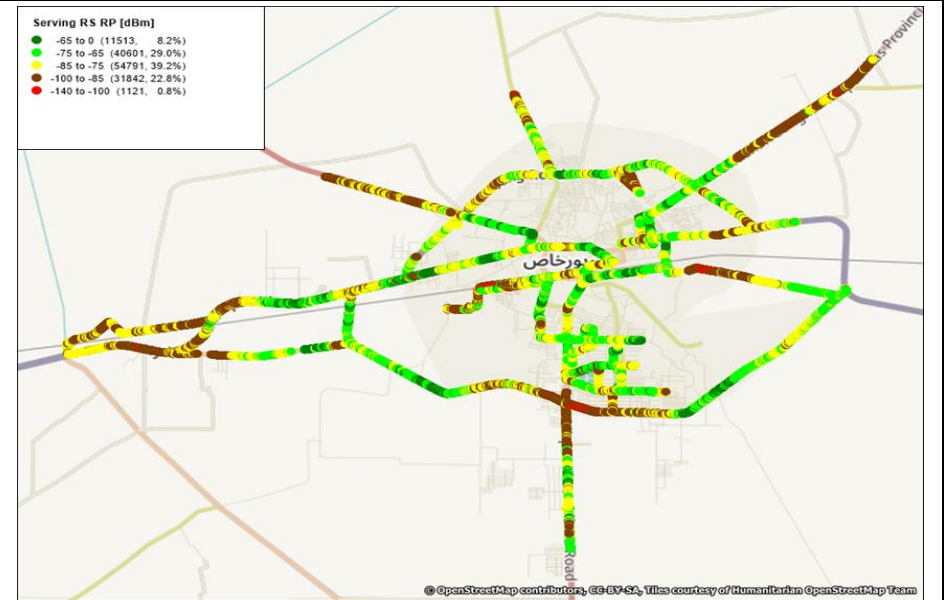 Serving RS RP [dBm]
-65 to 0 (11513, 8.2%)
-75 to -65 (40601, 29.0%)
-85 to -75 (54791, 39.2%)
-100 to -85 (31842, 22.8%)
-140 to -100 (1121, 0.8%)
Road
© OpenStreetMap contributors, CC-BY-SA, Tiles courtesy of Humanitarian OpenStreetMap Team